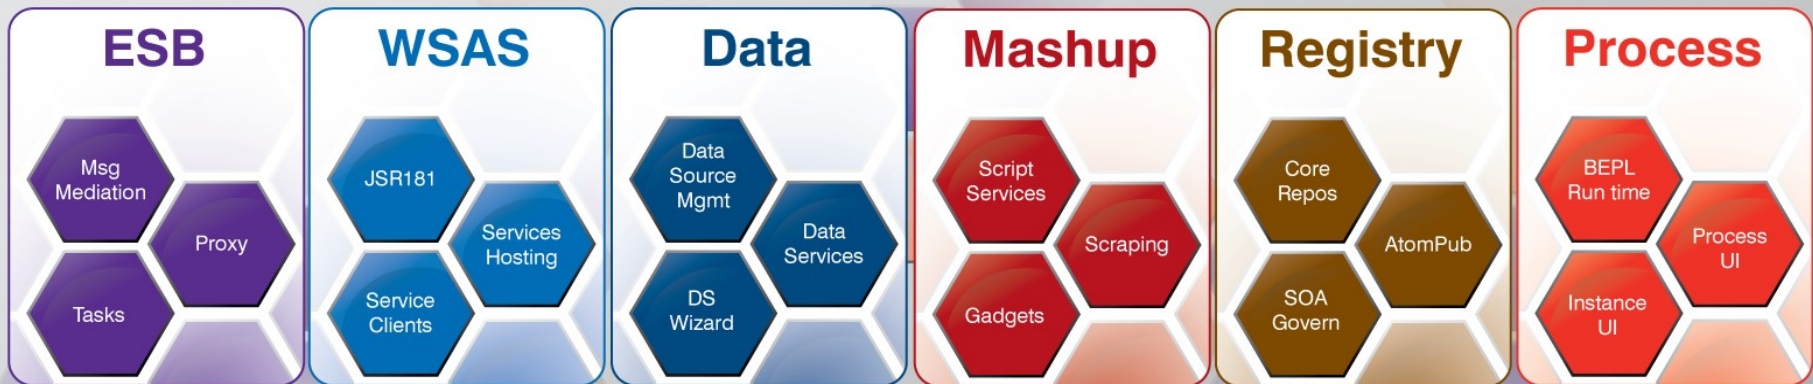 ESB
Msg
Mediation
Proxy
Tasks
WSAS
JSR181
Services
Hosting
Service
Clients
Data
Data
Source
Mgmt
Data
Services
DS
Wizard
Mashup
Script
Services
Scraping
Gadgets
Registry
Core
Repos
AtomPub
SOA
Govern
Process
BEPL
Run time
Process
UI
Instance
UI